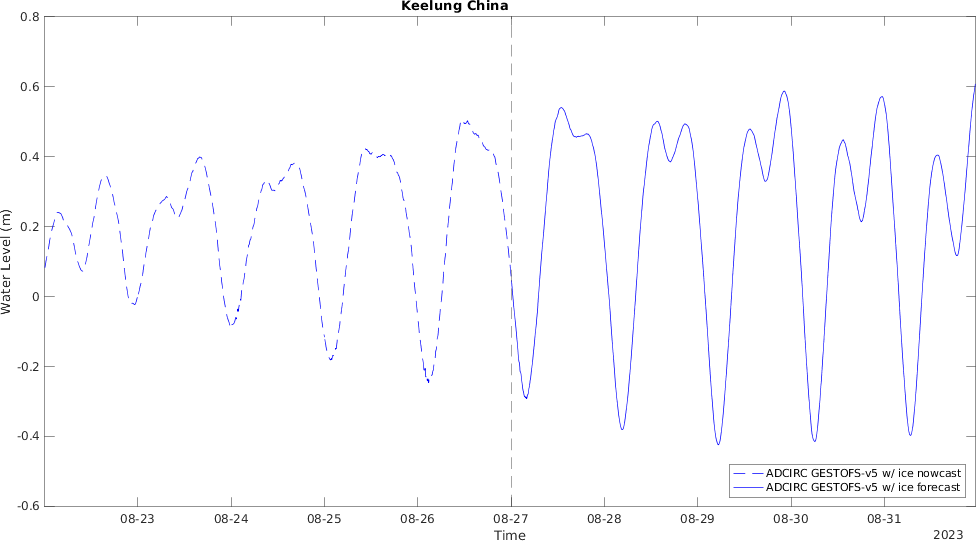 Keelung China
0.8
0.6
0.4
0.2
0
-0.2
-0.4
-0.6
Water Level (m)
ADCIRC GESTOFS-v5 w/ ice nowcast
ADCIRC GESTOFS-v5 w/ ice forecast
08-23 08-24 08-25 08-26 08-27 08-28 08-29 08-30 08-31
Time
2023